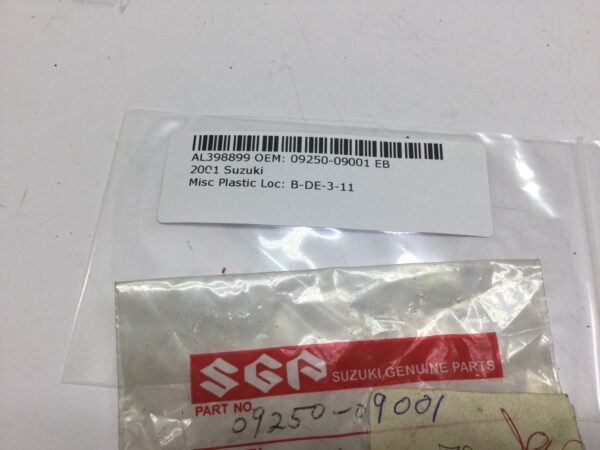 AL398899 OEM: 09250-09001 EB
2001 Suzuki
Misc Plastic Loc: B-DE-3-11
SGP SUZUKI GENUINE PARTS
PART NO. 09250-09001